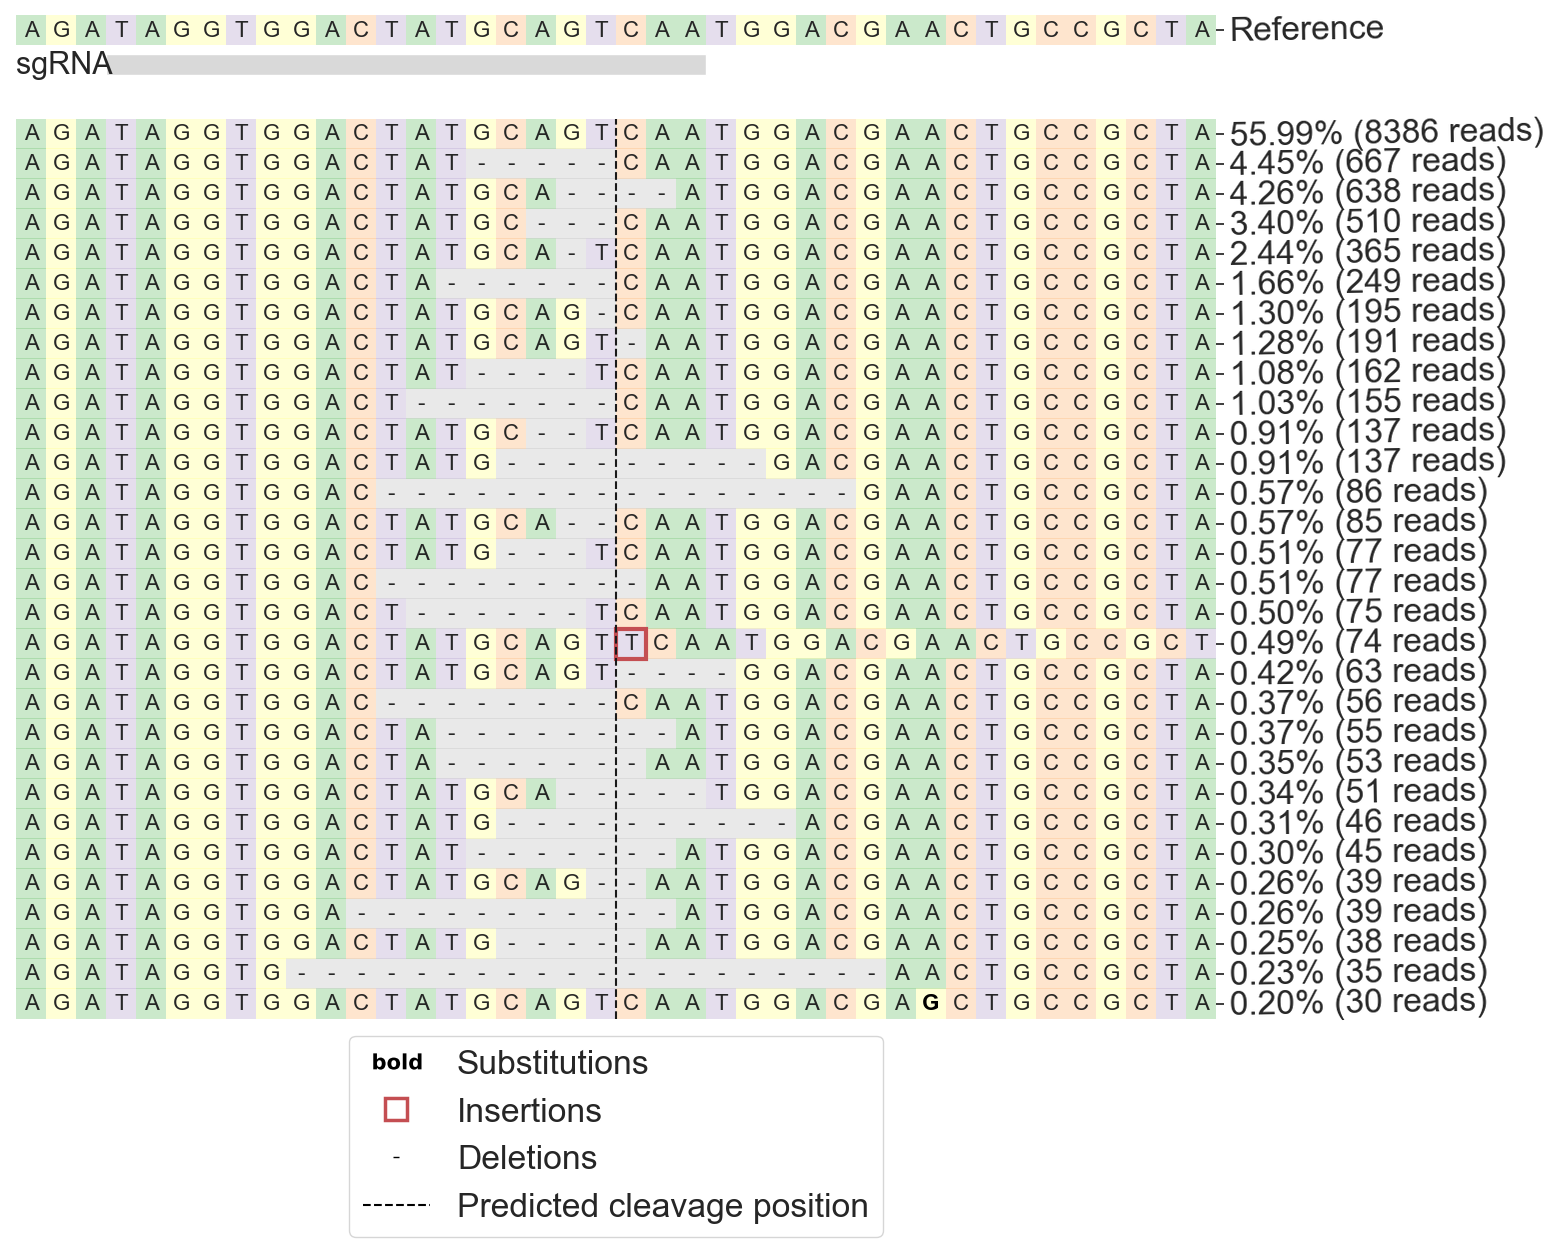 A G A T A G G T G G A C T A T G C A G T C A A T G G A C G A A C T G C C G C T A Reference
sgRNA
A G A T A G G T G G A C T A T G C A G T C A A T G G A C G A A C T G C C G C T A 55.99% (8386 reads)
A G A T A G G T G G A C T A T - - - - - C A A T G G A C G A A C T G C C G C T A 4.45% (667 reads)
A G A T A G G T G G A C T A T G C A - - - - A T G G A C G A A C T G C C G C T A 4.26% (638 reads)
A G A T A G G T G G A C T A T G C - - - C A A T G G A C G A A C T G C C G C T A 3.40% (510 reads)
A G A T A G G T G G A C T A T G C A - T C A A T G G A C G A A C T G C C G C T A 2.44% (365 reads)
A G A T A G G T G G A C T A - - - - - - C A A T G G A C G A A C T G C C G C T A 1.66% (249 reads)
A G A T A G G T G G A C T A T G C A G - C A A T G G A C G A A C T G C C G C T A 1.30% (195 reads)
A G A T A G G T G G A C T A T G C A G T - A A T G G A C G A A C T G C C G C T A 1.28% (191 reads)
A G A T A G G T G G A C T A T - - - - T C A A T G G A C G A A C T G C C G C T A 1.08% (162 reads)
A G A T A G G T G G A C T - - - - - - - C A A T G G A C G A A C T G C C G C T A 1.03% (155 reads)
A G A T A G G T G G A C T A T G C - - T C A A T G G A C G A A C T G C C G C T A 0.91% (137 reads)
A G A T A G G T G G A C T A T G - - - - - - - - - G A C G A A C T G C C G C T A 0.91% (137 reads)
A G A T A G G T G G A C - - - - - - - - - - - - - - - - G A A C T G C C G C T A 0.57% (86 reads)
A G A T A G G T G G A C T A T G C A - - C A A T G G A C G A A C T G C C G C T A 0.57% (85 reads)
A G A T A G G T G G A C T A T G - - - T C A A T G G A C G A A C T G C C G C T A 0.51% (77 reads)
A G A T A G G T G G A C - - - - - - - - - A A T G G A C G A A C T G C C G C T A 0.51% (77 reads)
A G A T A G G T G G A C T - - - - - - T C A A T G G A C G A A C T G C C G C T A 0.50% (75 reads)
A G A T A G G T G G A C T A T G C A G T T C A A T G G A C G A A C T G C C G C T 0.49% (74 reads)
A G A T A G G T G G A C T A T G C A G T - - - - G G A C G A A C T G C C G C T A 0.42% (63 reads)
A G A T A G G T G G A C - - - - - - - - C A A T G G A C G A A C T G C C G C T A 0.37% (56 reads)
A G A T A G G T G G A C T A - - - - - - - - A T G G A C G A A C T G C C G C T A 0.37% (55 reads)
A G A T A G G T G G A C T A - - - - - - - A A T G G A C G A A C T G C C G C T A 0.35% (53 reads)
A G A T A G G T G G A C T A T G C A - - - - - T G G A C G A A C T G C C G C T A 0.34% (51 reads)
A G A T A G G T G G A C T A T G - - - - - - - - - - A C G A A C T G C C G C T A 0.31% (46 reads)
A G A T A G G T G G A C T A T - - - - - - - A T G G A C G A A C T G C C G C T A 0.30% (45 reads)
A G A T A G G T G G A C T A T G C A G - - A A T G G A C G A A C T G C C G C T A 0.26% (39 reads)
A G A T A G G T G G A - - - - - - - - - - - A T G G A C G A A C T G C C G C T A 0.26% (39 reads)
A G A T A G G T G G A C T A T G - - - - - A A T G G A C G A A C T G C C G C T A 0.25% (38 reads)
A G A T A G G T G - - - - - - - - - - - - - - - - - - - - A A C T G C C G C T A 0.23% (35 reads)
A G A T A G G T G G A C T A T G C A G T C A A T G G A C G A G C T G C C G C T A 0.20% (30 reads)
bold Substitutions
Insertions
- Deletions
Predicted cleavage position